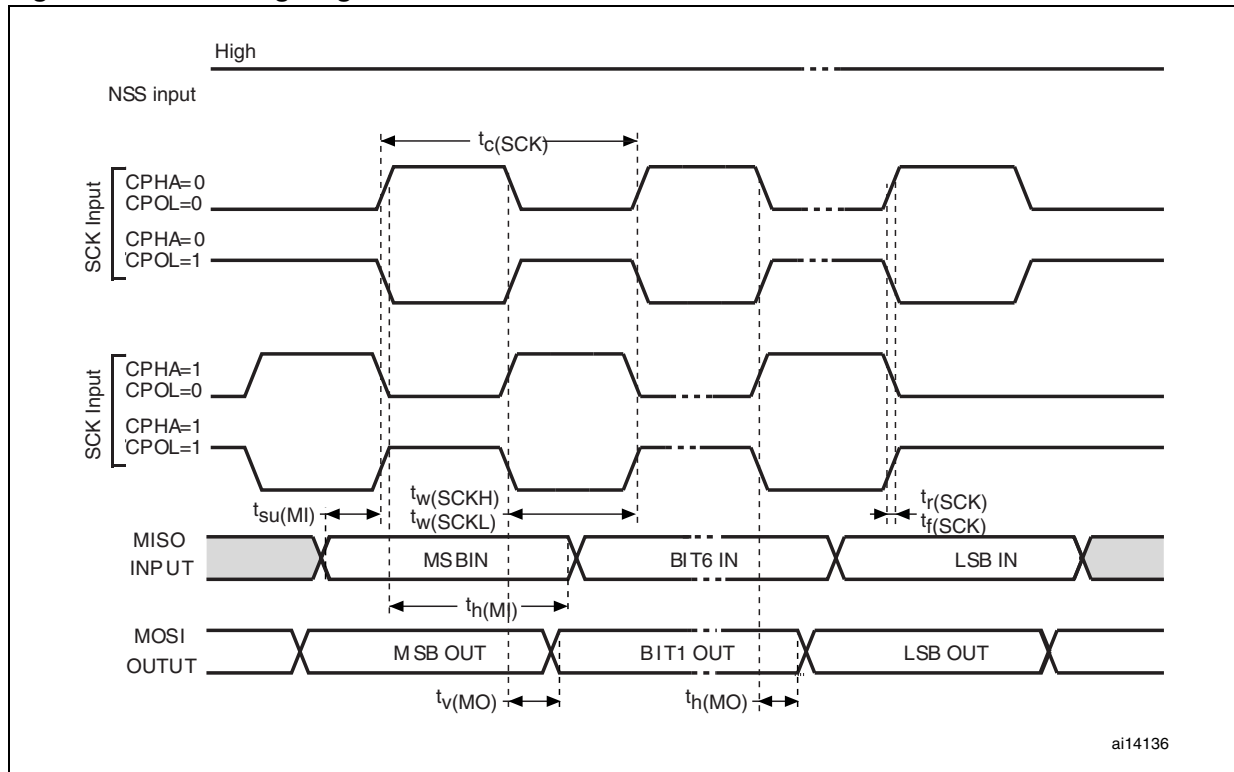 High
NSS input
tc(SCK)
SCK Input
CPHA=0
CPOL=0
CPHA=0
CPOL=1
SCK Input
CPHA=1
CPOL=0
CPHA=1
CPOL=1
tsu(MI)
tw(SCKH)
tw(SCKL)
tr(SCK)
tf(SCK)
MISO
INPUT
MSBIN
BIT6 IN
LSB IN
th(MI)
MOSI
OUTUT
MSB OUT
BIT1 OUT
LSB OUT
tv(MO)
th(MO)
ai14136